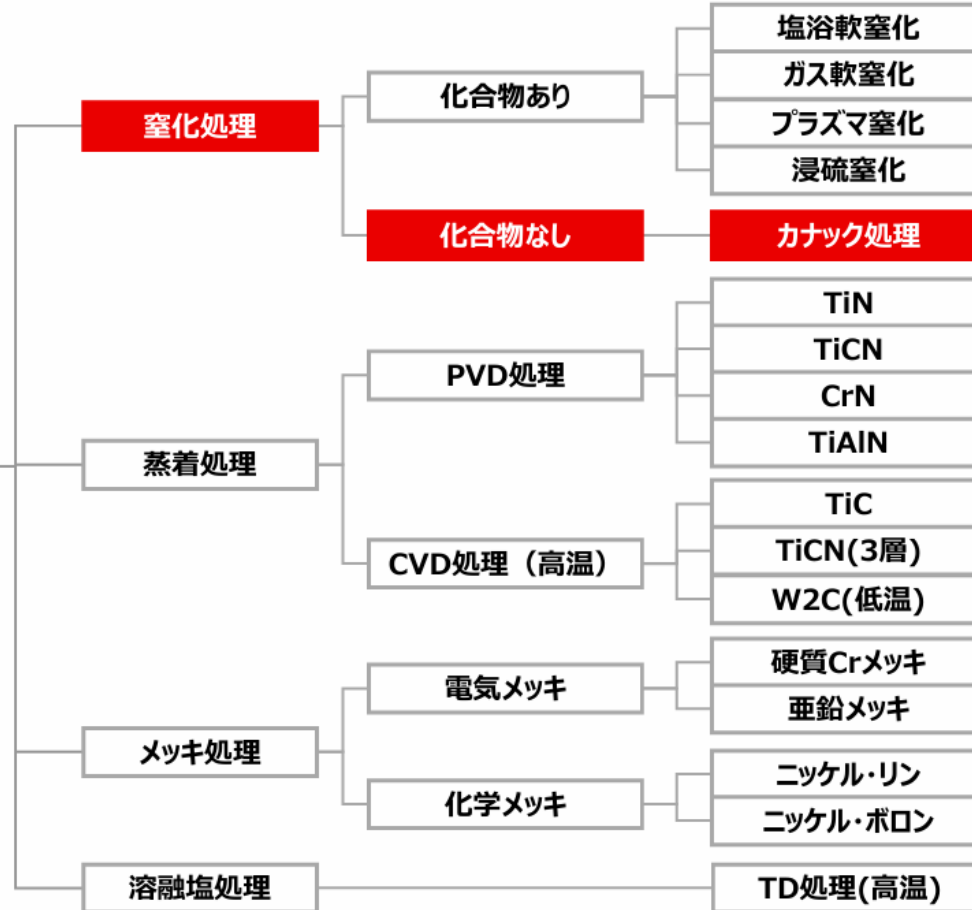 窒化処理
化合物あり
塩浴軟窒化
ガス軟窒化
プラズマ窒化
浸硫窒化
化合物なし
カナック処理
蒸着処理
PVD処理
TiN
TiCN
CrN
TiAlN
CVD処理（高温）
TiC
TiCN(3層)
W2C(低温)
メッキ処理
電気メッキ
硬質Crメッキ
亜鉛メッキ
化学メッキ
ニッケル・リン
ニッケル・ボロン
溶融塩処理
TD処理(高温)